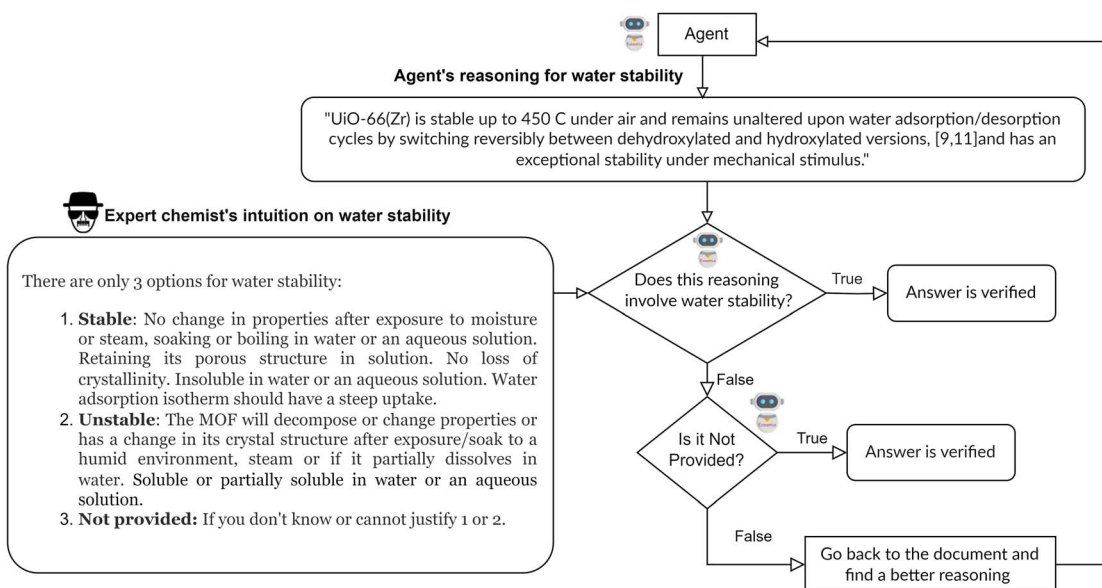 Agent
Agent's reasoning for water stability
"UiO-66(Zr) is stable up to 450 C under air and remains unaltered upon water adsorption/desorption
cycles by switching reversibly between dehydroxylated and hydroxylated versions, [9,11]and has an
exceptional stability under mechanical stimulus."
Expert chemist's intuition on water stability
There are only 3 options for water stability:
1. Stable: No change in properties after exposure to moisture
or steam, soaking or boiling in water or an aqueous solution.
Retaining its porous structure in solution. No loss of
crystallinity. Insoluble in water or an aqueous solution. Water
adsorption isotherm should have a steep uptake.
2. Unstable: The MOF will decompose or change properties or
has a change in its crystal structure after exposure/soak to a
humid environment, steam or if it partially dissolves in
water. Soluble or partially soluble in water or an aqueous
solution.
3. Not provided: If you don't know or cannot justify 1 or 2.
Does this reasoning
involve water stability?
True
Answer is verified
False
Is it Not
Provided?
True
Answer is verified
False
Go back to the document and
find a better reasoning